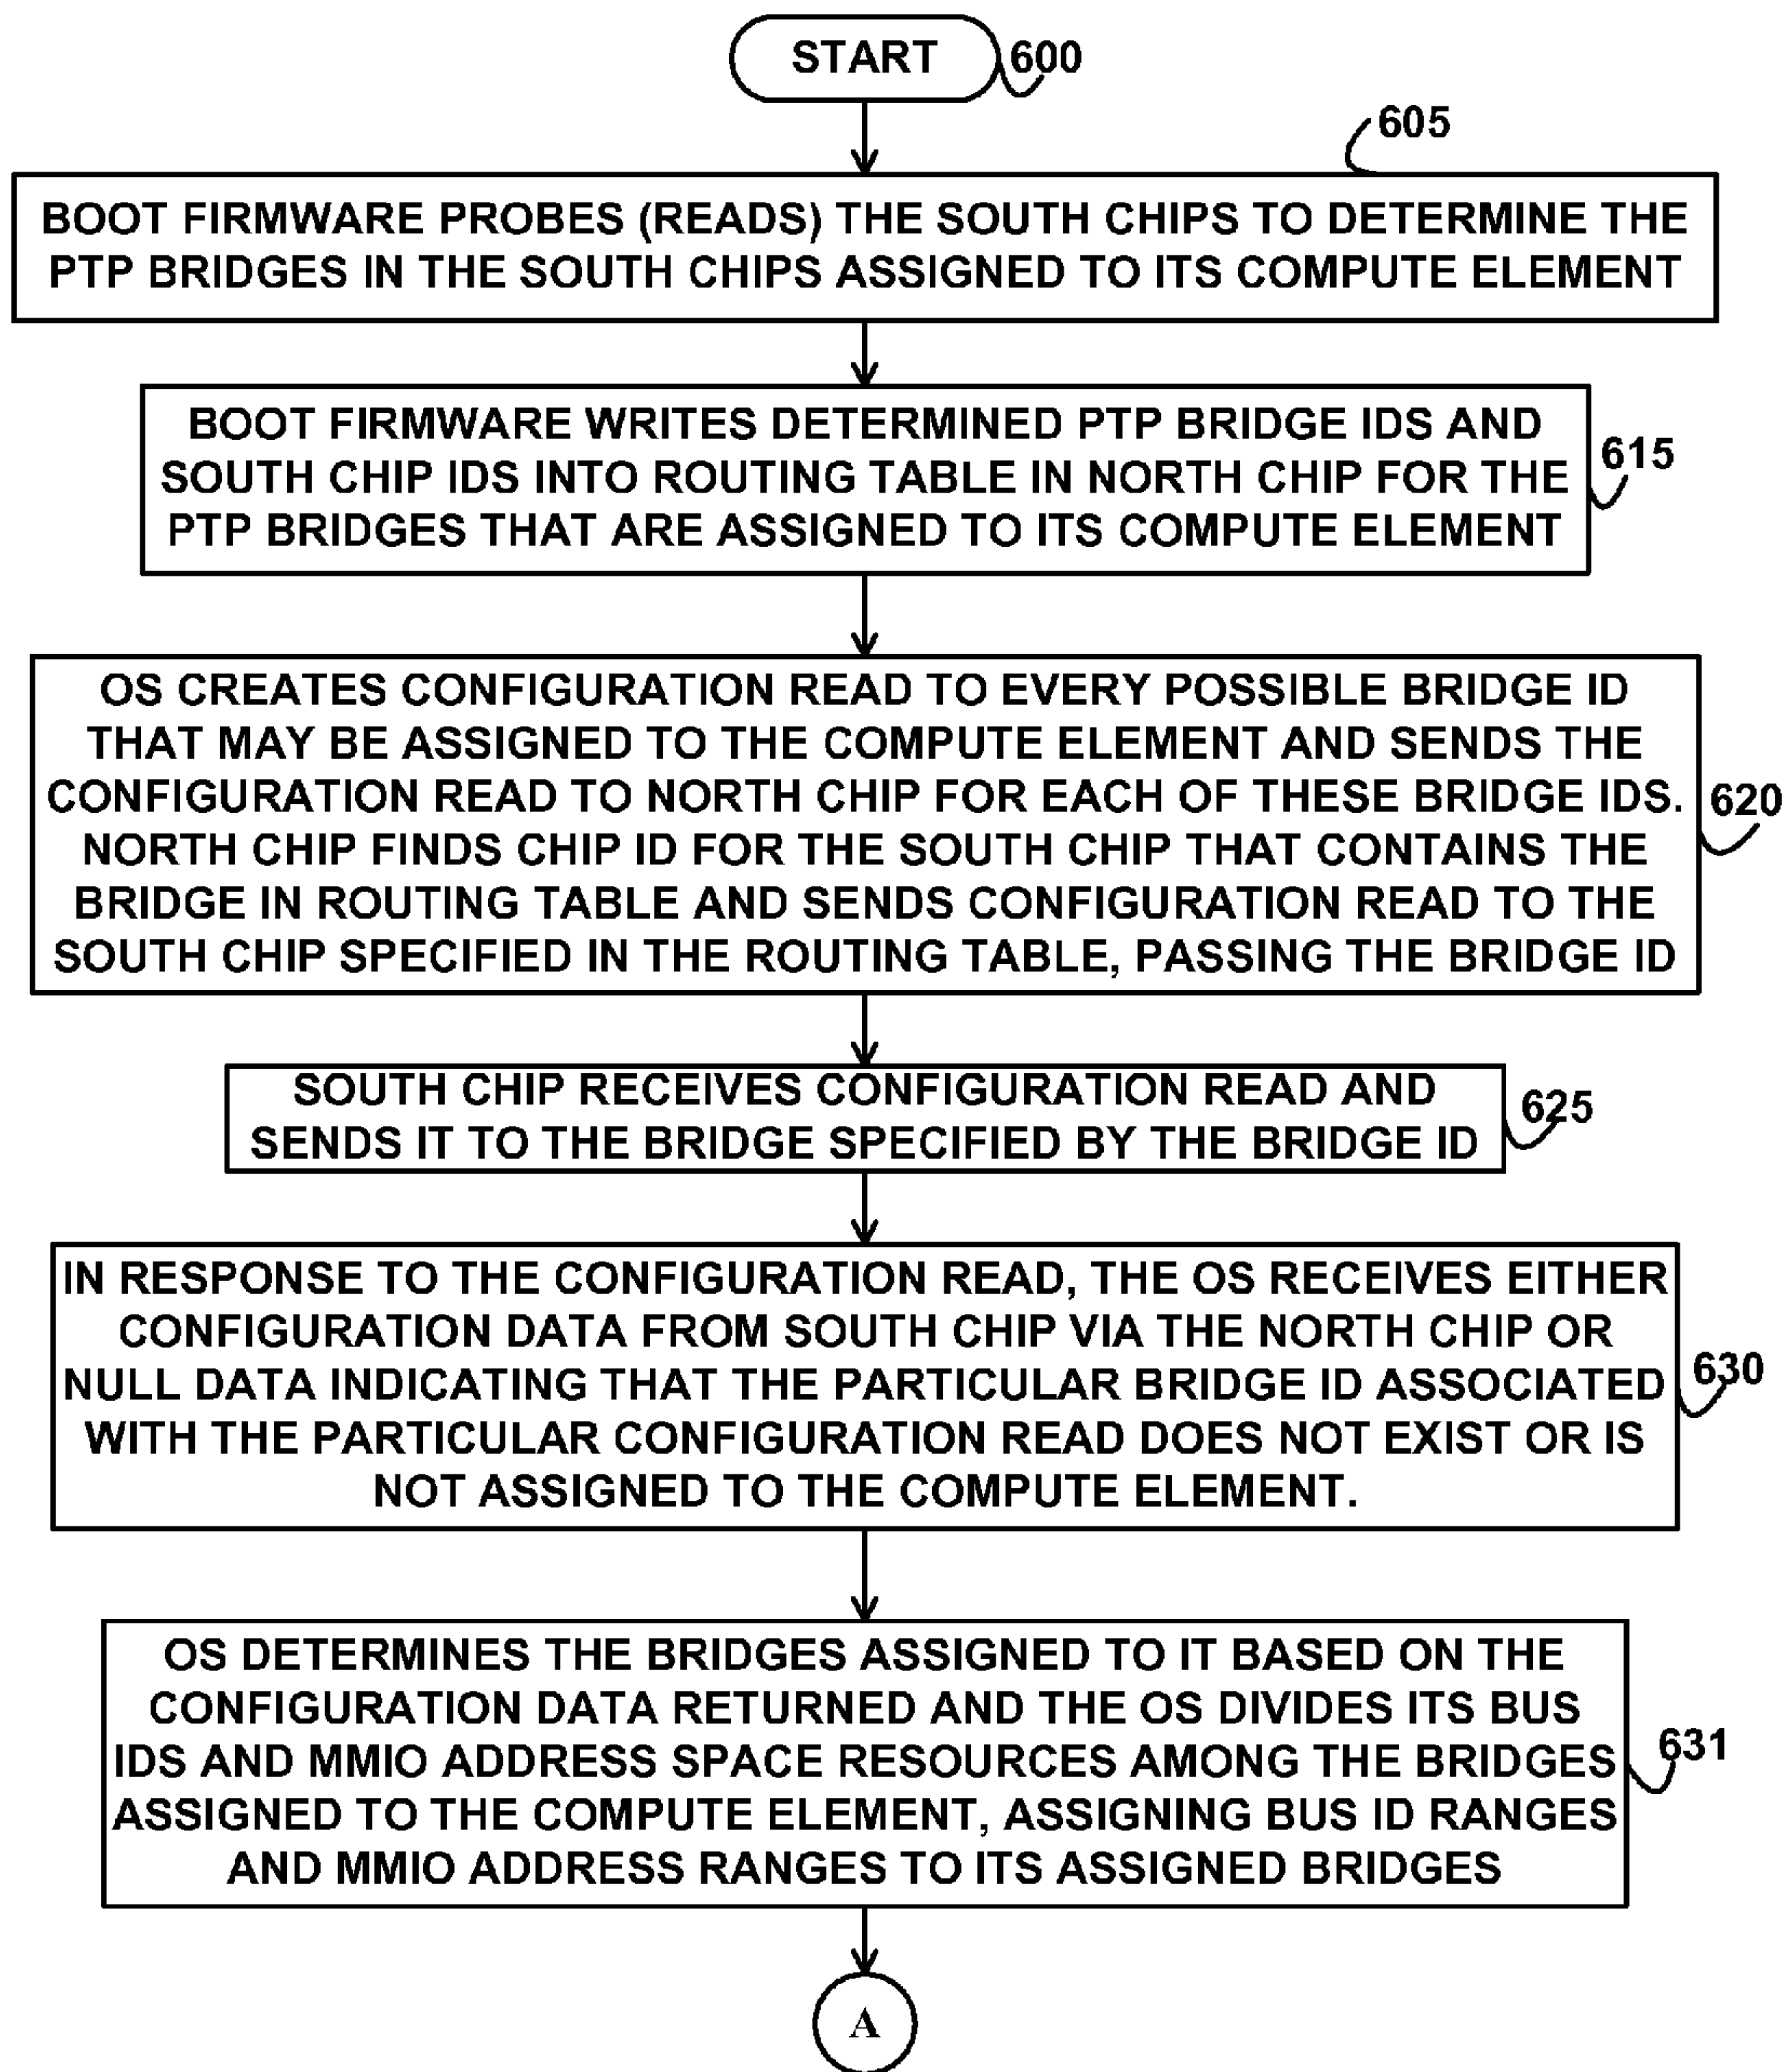 START
600
605
BOOT FIRMWARE PROBES (READS) THE SOUTH CHIPS TO DETERMINE THE
PTP BRIDGES IN THE SOUTH CHIPS ASSIGNED TO ITS COMPUTE ELEMENT
BOOT FIRMWARE WRITES DETERMINED PTP BRIDGE IDS AND
SOUTH CHIP IDS INTO ROUTING TABLE IN NORTH CHIP FOR THE
PTP BRIDGES THAT ARE ASSIGNED TO ITS COMPUTE ELEMENT
615
OS CREATES CONFIGURATION READ TO EVERY POSSIBLE BRIDGE ID
THAT MAY BE ASSIGNED TO THE COMPUTE ELEMENT AND SENDS THE
CONFIGURATION READ TO NORTH CHIP FOR EACH OF THESE BRIDGE IDS.
NORTH CHIP FINDS CHIP ID FOR THE SOUTH CHIP THAT CONTAINS THE
BRIDGE IN ROUTING TABLE AND SENDS CONFIGURATION READ TO THE
SOUTH CHIP SPECIFIED IN THE ROUTING TABLE, PASSING THE BRIDGE ID
620
SOUTH CHIP RECEIVES CONFIGURATION READ AND
SENDS IT TO THE BRIDGE SPECIFIED BY THE BRIDGE ID
625
IN RESPONSE TO THE CONFIGURATION READ, THE OS RECEIVES EITHER
CONFIGURATION DATA FROM SOUTH CHIP VIA THE NORTH CHIP OR
NULL DATA INDICATING THAT THE PARTICULAR BRIDGE ID ASSOCIATED
WITH THE PARTICULAR CONFIGURATION READ DOES NOT EXIST OR IS
NOT ASSIGNED TO THE COMPUTE ELEMENT.
630
OS DETERMINES THE BRIDGES ASSIGNED TO IT BASED ON THE
CONFIGURATION DATA RETURNED AND THE OS DIVIDES ITS BUS
IDS AND MMIO ADDRESS SPACE RESOURCES AMONG THE BRIDGES
ASSIGNED TO THE COMPUTE ELEMENT, ASSIGNING BUS ID RANGES
AND MMIO ADDRESS RANGES TO ITS ASSIGNED BRIDGES
631
A